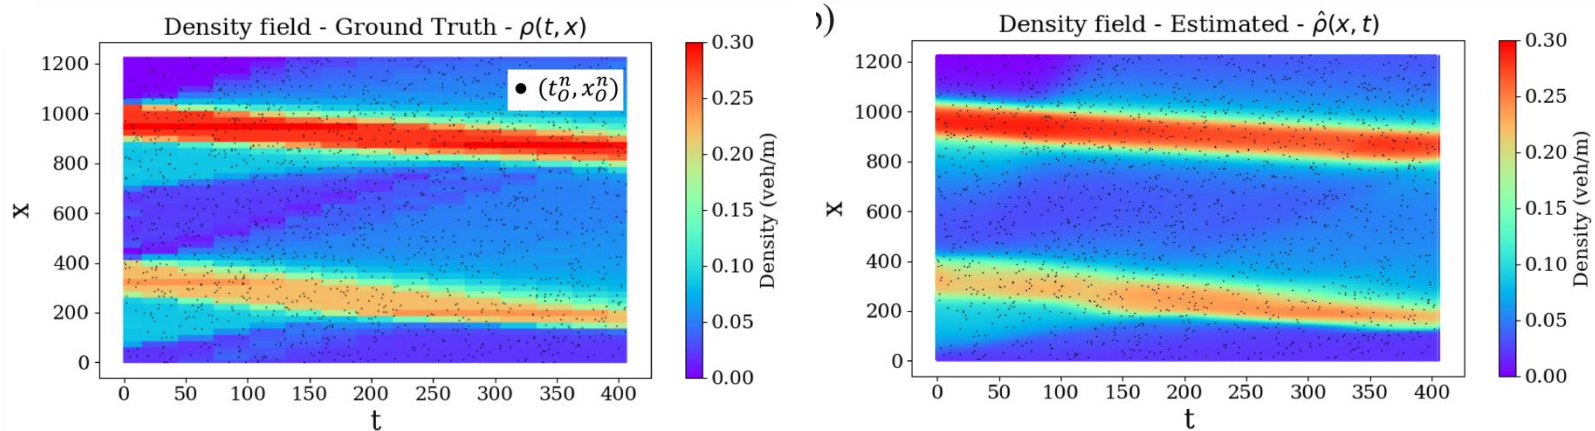 Density field - Ground Truth - ρ(t, x)
1200
1000
800
600
400
200
0
x
0 50 100 150 200 250 300 350 400
t
(t_O^n, x_O^n)
0.30
0.25
0.20
0.15
0.10
0.05
0.00
Density (veh/m)
)
Density field - Estimated - ρ̂(x, t)
1200
1000
800
600
400
200
0
x
0 50 100 150 200 250 300 350 400
t
0.30
0.25
0.20
0.15
0.10
0.05
0.00
Density (veh/m)